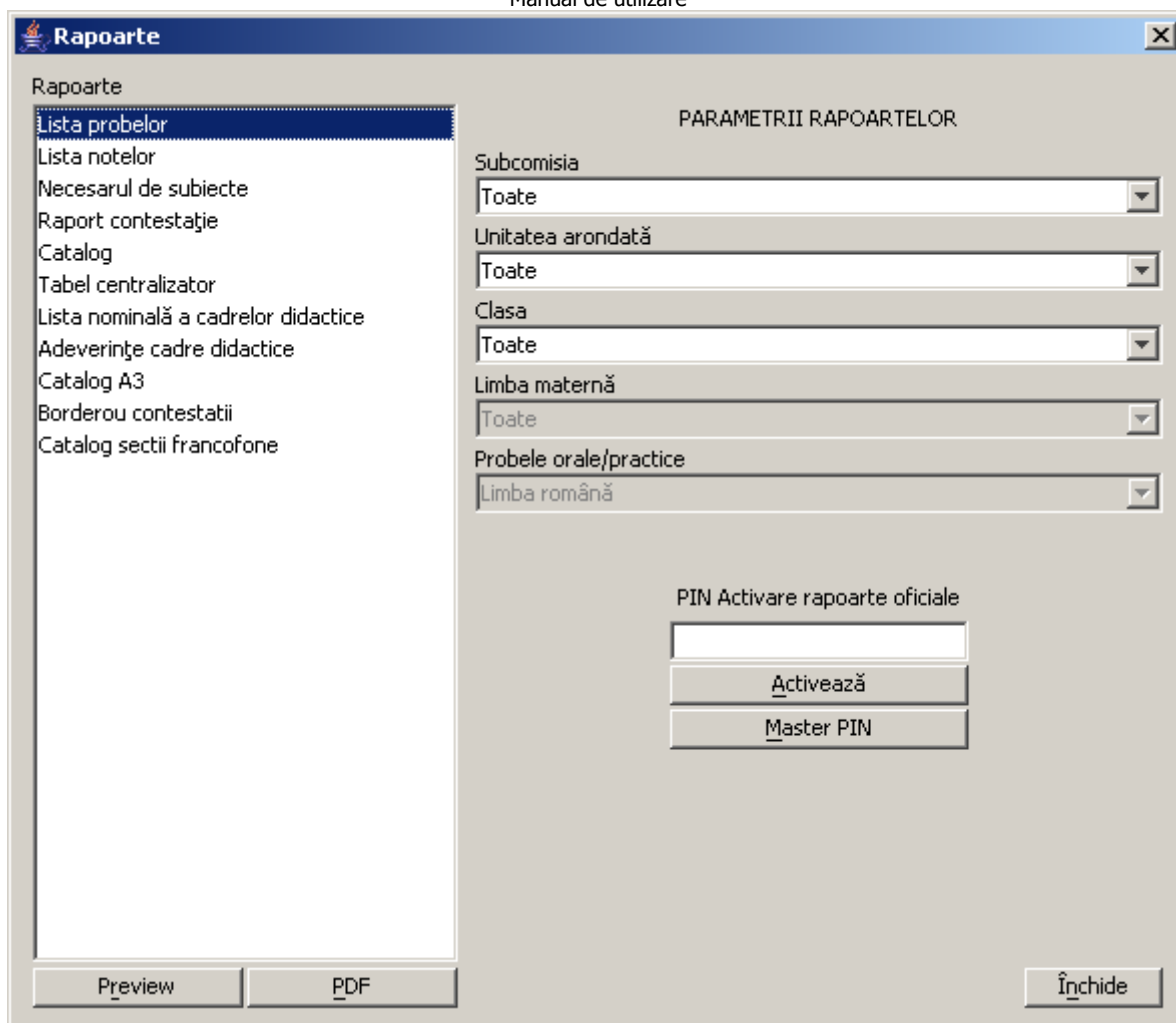 Manual de utilizare
Rapoarte
Rapoarte
Lista probelor
Lista notelor
Necesarul de subiecte
Raport contestaţie
Catalog
Tabel centralizator
Lista nominală a cadrelor didactice
Adeverinţe cadre didactice
Catalog A3
Borderou contestatii
Catalog sectii francofone
Preview
PDF
PARAMETRII RAPOARTELOR
Subcomisia
Toate
Unitatea arondată
Toate
Clasa
Toate
Limba maternă
Toate
Probele orale/practice
Limba română
PIN Activare rapoarte oficiale
Activează
Master PIN
Închide